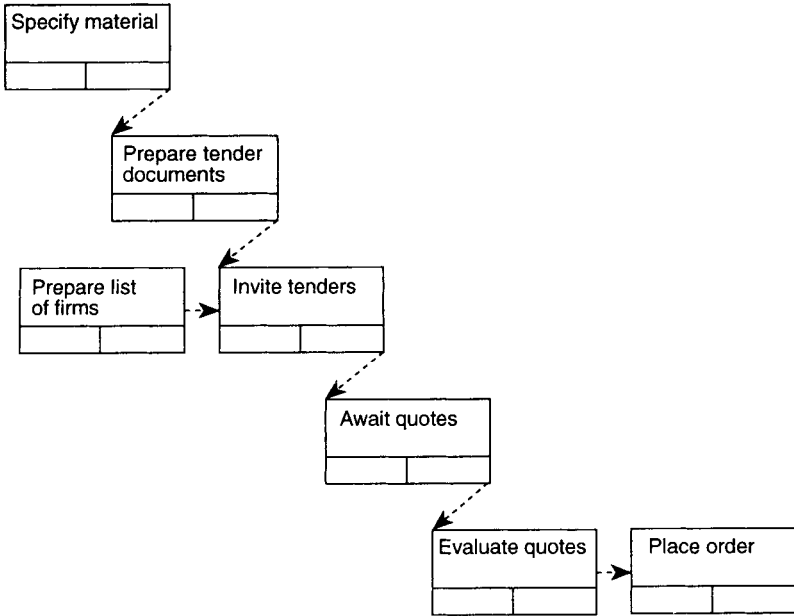 Specify material
Prepare tender
documents
Prepare list
of firms
Invite tenders
Await quotes
Evaluate quotes
Place order